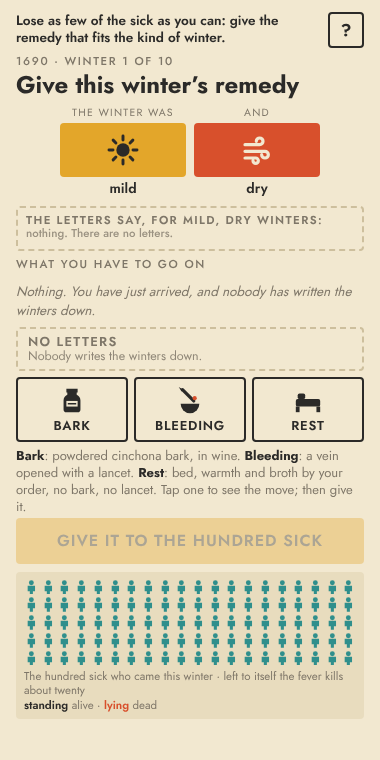 Lose as few of the sick as you can: give the
remedy that fits the kind of winter.
?
1690 · WINTER 1 OF 10
Give this winter’s remedy
THE WINTER WAS
AND
mild
dry
THE LETTERS SAY, FOR MILD, DRY WINTERS:
nothing. There are no letters.
WHAT YOU HAVE TO GO ON
Nothing. You have just arrived, and nobody has written the
winters down.
NO LETTERS
Nobody writes the winters down.
BARK
BLEEDING
REST
Bark: powdered cinchona bark, in wine. Bleeding: a vein
opened with a lancet. Rest: bed, warmth and broth by your
order, no bark, no lancet. Tap one to see the move; then give
it.
GIVE IT TO THE HUNDRED SICK
The hundred sick who came this winter · left to itself the fever kills
about twenty
standing alive · lying dead